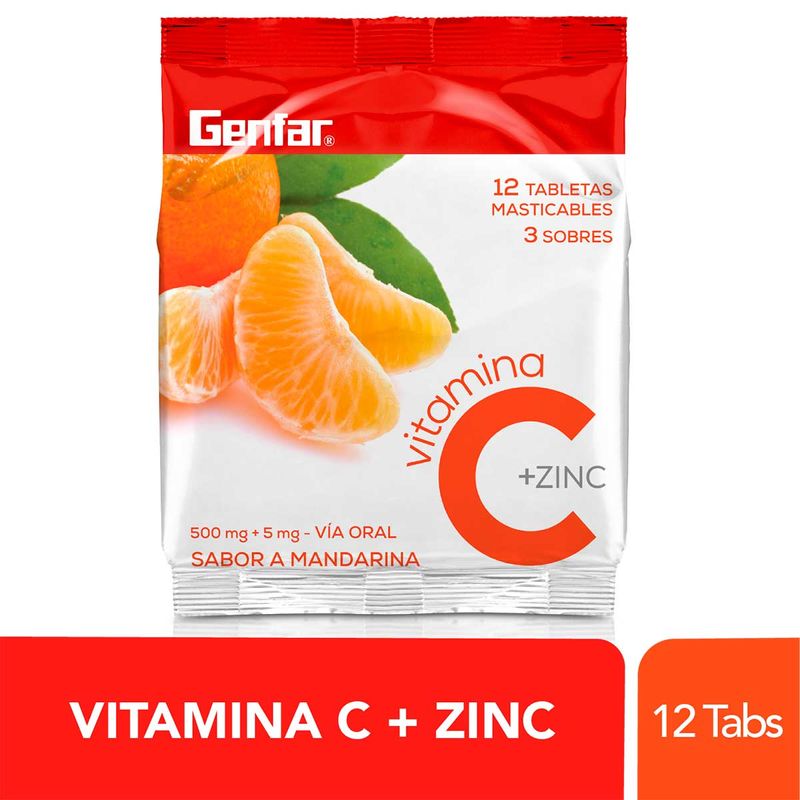 Genfar®
12 TABLETAS
MASTICABLES
3 SOBRES
vitamina
C
+ZINC
500 mg + 5 mg - VÍA ORAL
SABOR A MANDARINA
VITAMINA C + ZINC
12 Tabs